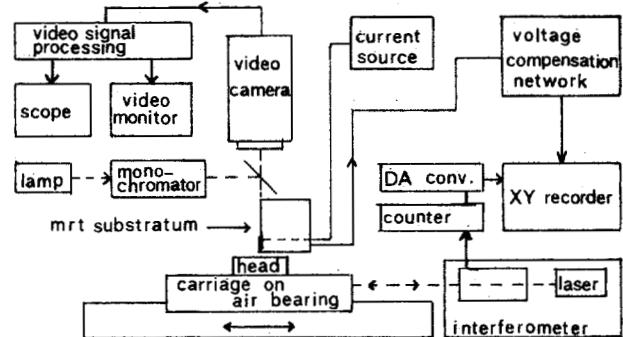 video signal
processing
scope
video
monitor
video
camera
current
source
voltage
compensation
network
lamp
mono-
chromator
DA conv.
counter
XY recorder
mrt substratum
head
carriage on
air bearing
laser
interferometer